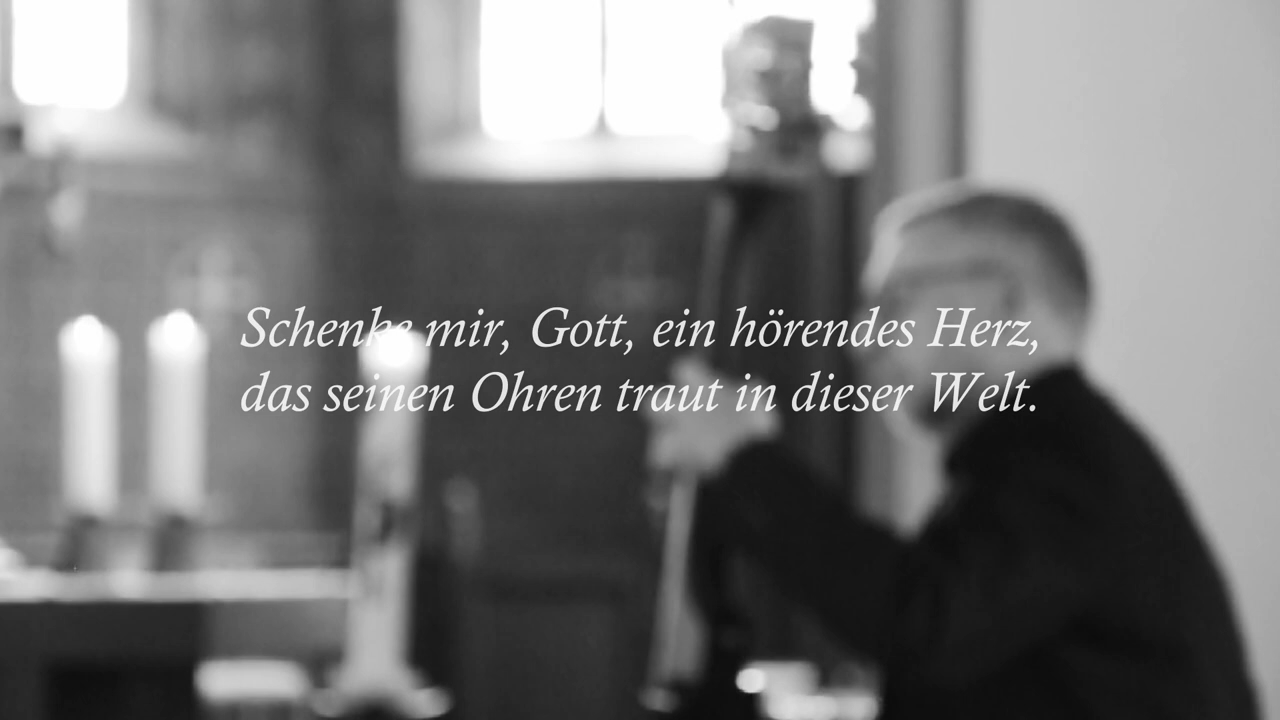 Schenke mir, Gott, ein hörendes Herz,
das seinen Ohren traut in dieser Welt.